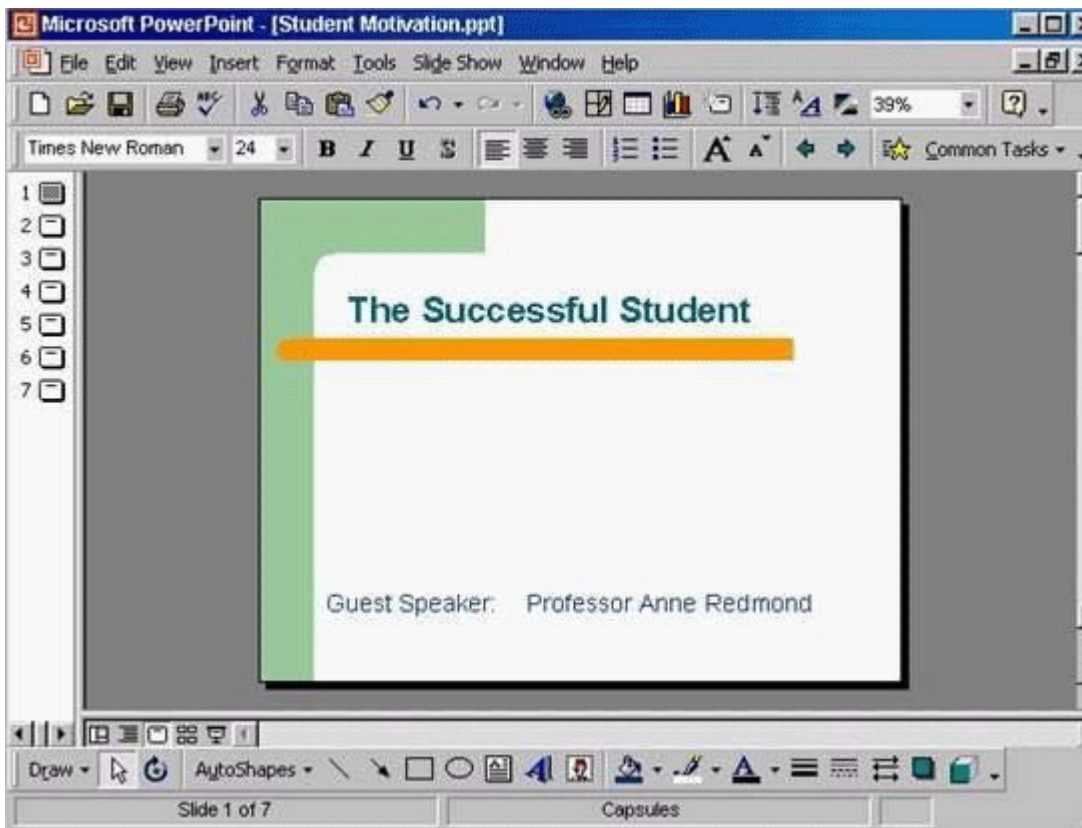 Microsoft PowerPoint - [Student Motivation.ppt]
File Edit View Insert Format Tools Slide Show Window Help
39%
Times New Roman 24 B I U S A A Common Tasks
1
2
3
4
5
6
7
The Successful Student
Guest Speaker: Professor Anne Redmond
Draw AutoShapes
Slide 1 of 7 Capsules